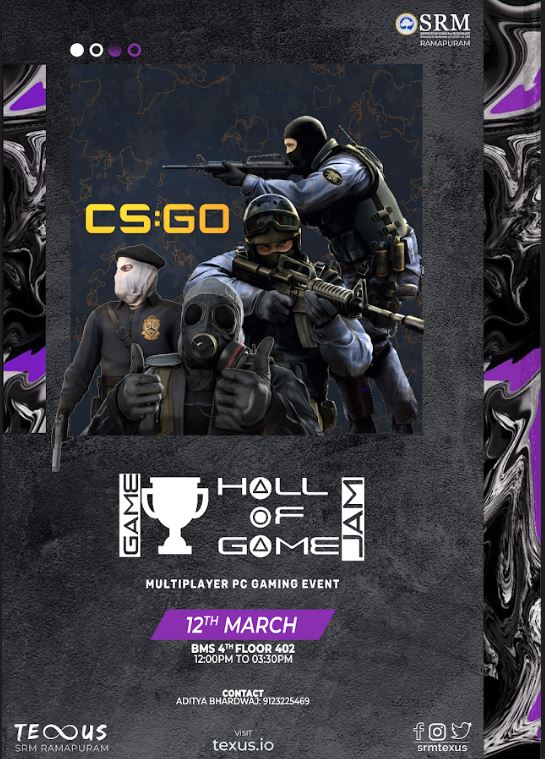 SRM
RAMAPURAM
CS:GO
GAME
HALL
OF
GAME
JAM
MULTIPLAYER PC GAMING EVENT
12TH MARCH
BMS 4TH FLOOR 402
12:00PM TO 03:30PM
CONTACT
ADITYA BHARDWAJ: 9123225469
TEXUS
SRM RAMAPURAM
VISIT
texus.io
srmtexus